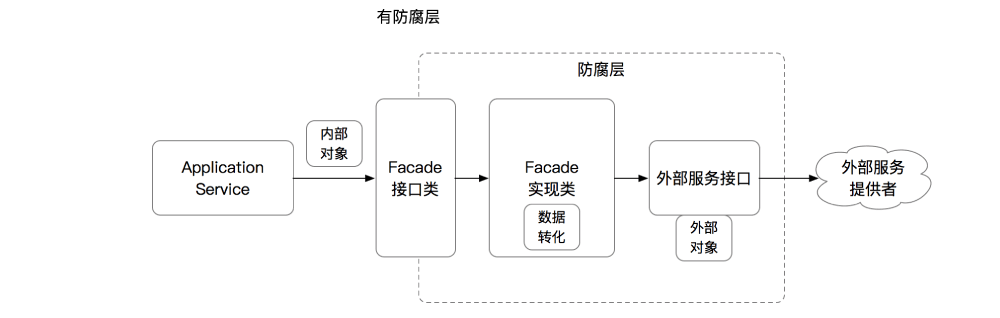 有防腐层
防腐层
内部
对象
Application
Service
Facade
接口类
Facade
实现类
数据
转化
外部服务接口
外部
对象
外部服务
提供者